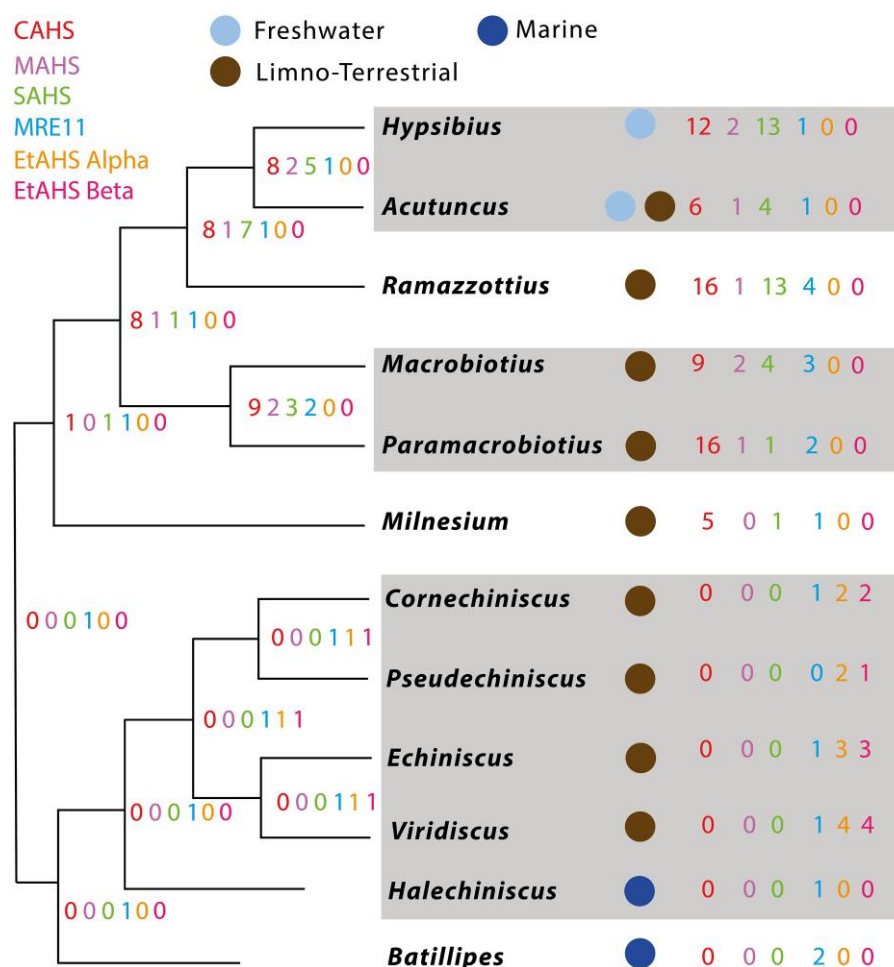 CAHS Freshwater Marine
MAHS Limno-Terrestrial
SAHS
MRE11
EtAHS Alpha
EtAHS Beta
Hypsibius 12 2 13 1 0 0
8 2 5 1 0 0
Acutuncus 6 1 4 1 0 0
8 1 7 1 0 0
Ramazzottius 16 1 13 4 0 0
8 1 1 1 0 0
Macrobiotius 9 2 4 3 0 0
9 2 3 2 0 0
1 0 1 1 0 0
Paramacrobiotius 16 1 1 2 0 0
Milnesium 5 0 1 1 0 0
Cornechiniscus 0 0 0 1 2 2
0 0 0 1 0 0
0 0 0 1 1 1
Pseudechiniscus 0 0 0 0 2 1
0 0 0 1 1 1
Echiniscus 0 0 0 1 3 3
0 0 0 1 1 1
0 0 0 1 0 0
Viridiscus 0 0 0 1 4 4
Halechiniscus 0 0 0 1 0 0
0 0 0 1 0 0
Batillipes 0 0 0 2 0 0